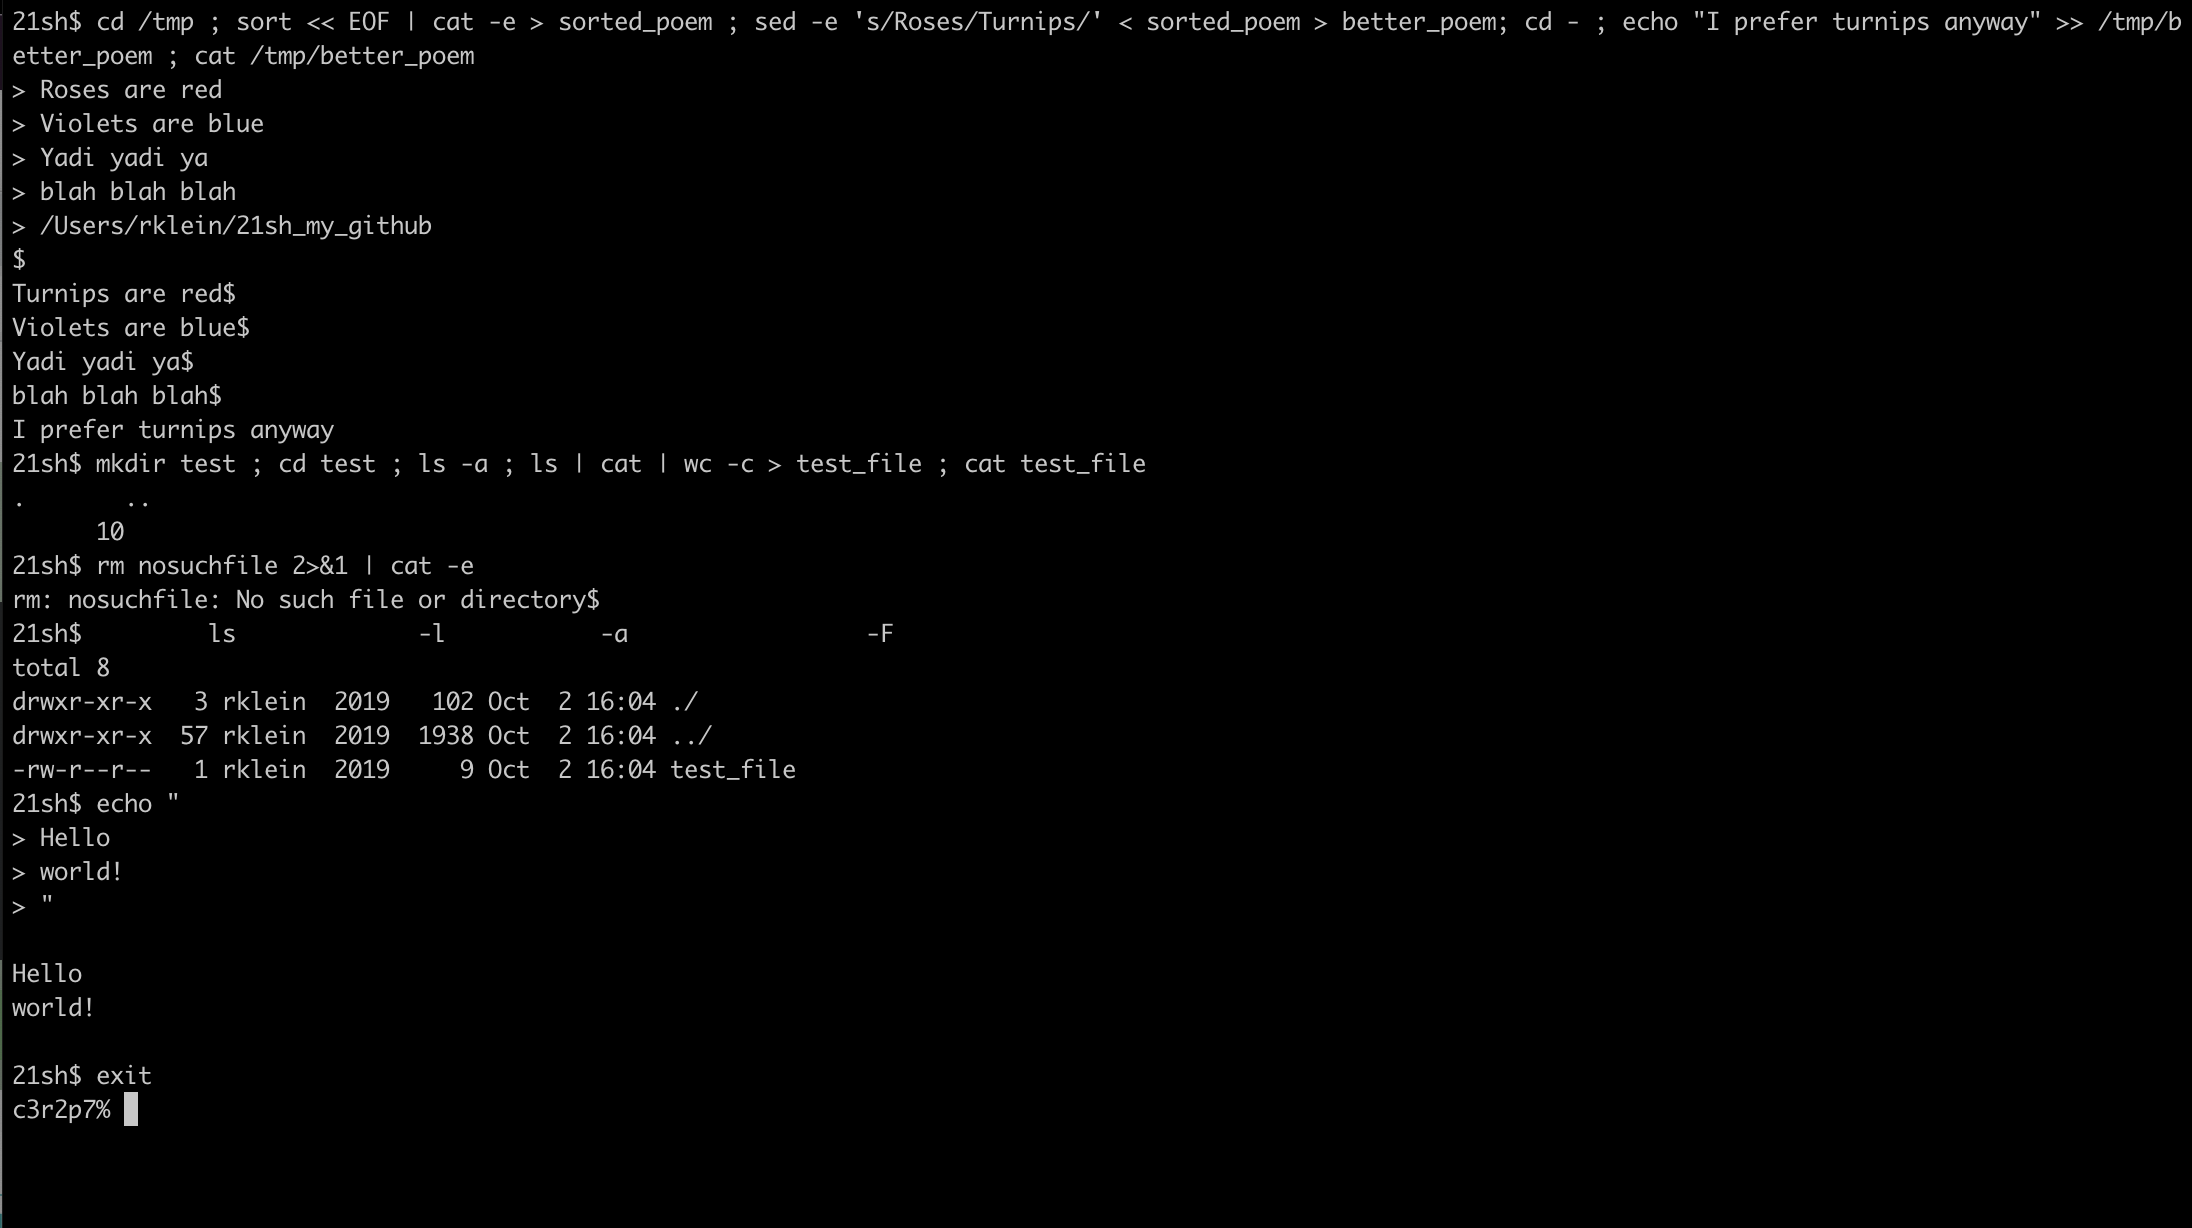 21sh$ cd /tmp ; sort << EOF | cat -e > sorted_poem ; sed -e 's/Roses/Turnips/' < sorted_poem > better_poem; cd - ; echo "I prefer turnips anyway" >> /tmp/b
etter_poem ; cat /tmp/better_poem
> Roses are red
> Violets are blue
> Yadi yadi ya
> blah blah blah
> /Users/rklein/21sh_my_github
$
Turnips are red$
Violets are blue$
Yadi yadi ya$
blah blah blah$
I prefer turnips anyway
21sh$ mkdir test ; cd test ; ls -a ; ls | cat | wc -c > test_file ; cat test_file
.       ..
      10
21sh$ rm nosuchfile 2>&1 | cat -e
rm: nosuchfile: No such file or directory$
21sh$         ls             -l           -a                 -F
total 8
drwxr-xr-x   3 rklein  2019   102 Oct  2 16:04 ./
drwxr-xr-x  57 rklein  2019  1938 Oct  2 16:04 ../
-rw-r--r--   1 rklein  2019     9 Oct  2 16:04 test_file
21sh$ echo "
> Hello
> world!
> "
Hello
world!
21sh$ exit
c3r2p7%